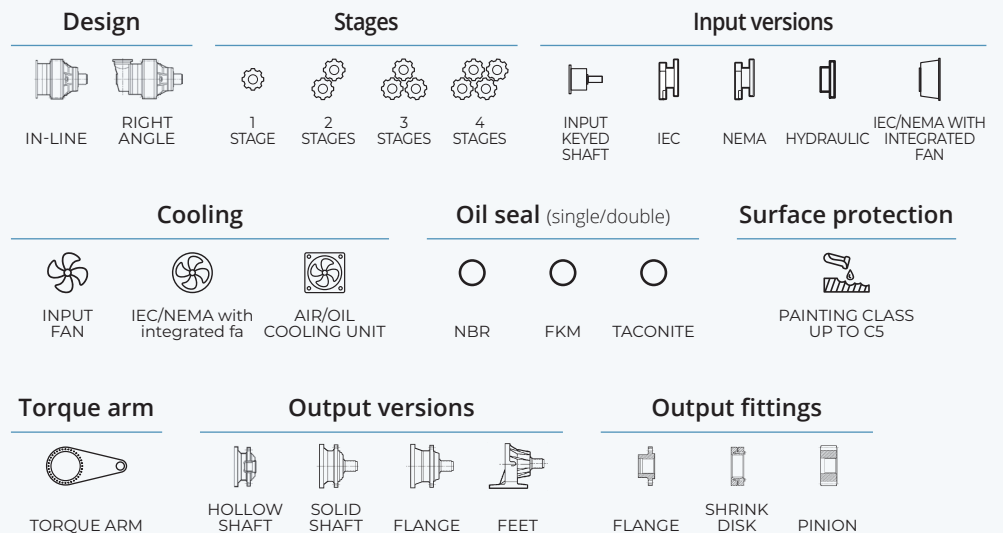 Design
IN-LINE
RIGHT
ANGLE
Stages
1
STAGE
2
STAGES
3
STAGES
4
STAGES
Input versions
INPUT
KEYED
SHAFT
IEC
NEMA
HYDRAULIC
IEC/NEMA WITH
INTEGRATED
FAN
Cooling
INPUT
FAN
IEC/NEMA with
integrated fa
AIR/OIL
COOLING UNIT
Oil seal (single/double)
NBR
FKM
TACONITE
Surface protection
PAINTING CLASS
UP TO C5
Torque arm
TORQUE ARM
Output versions
HOLLOW
SHAFT
SOLID
SHAFT
FLANGE
FEET
Output fittings
FLANGE
SHRINK
DISK
PINION